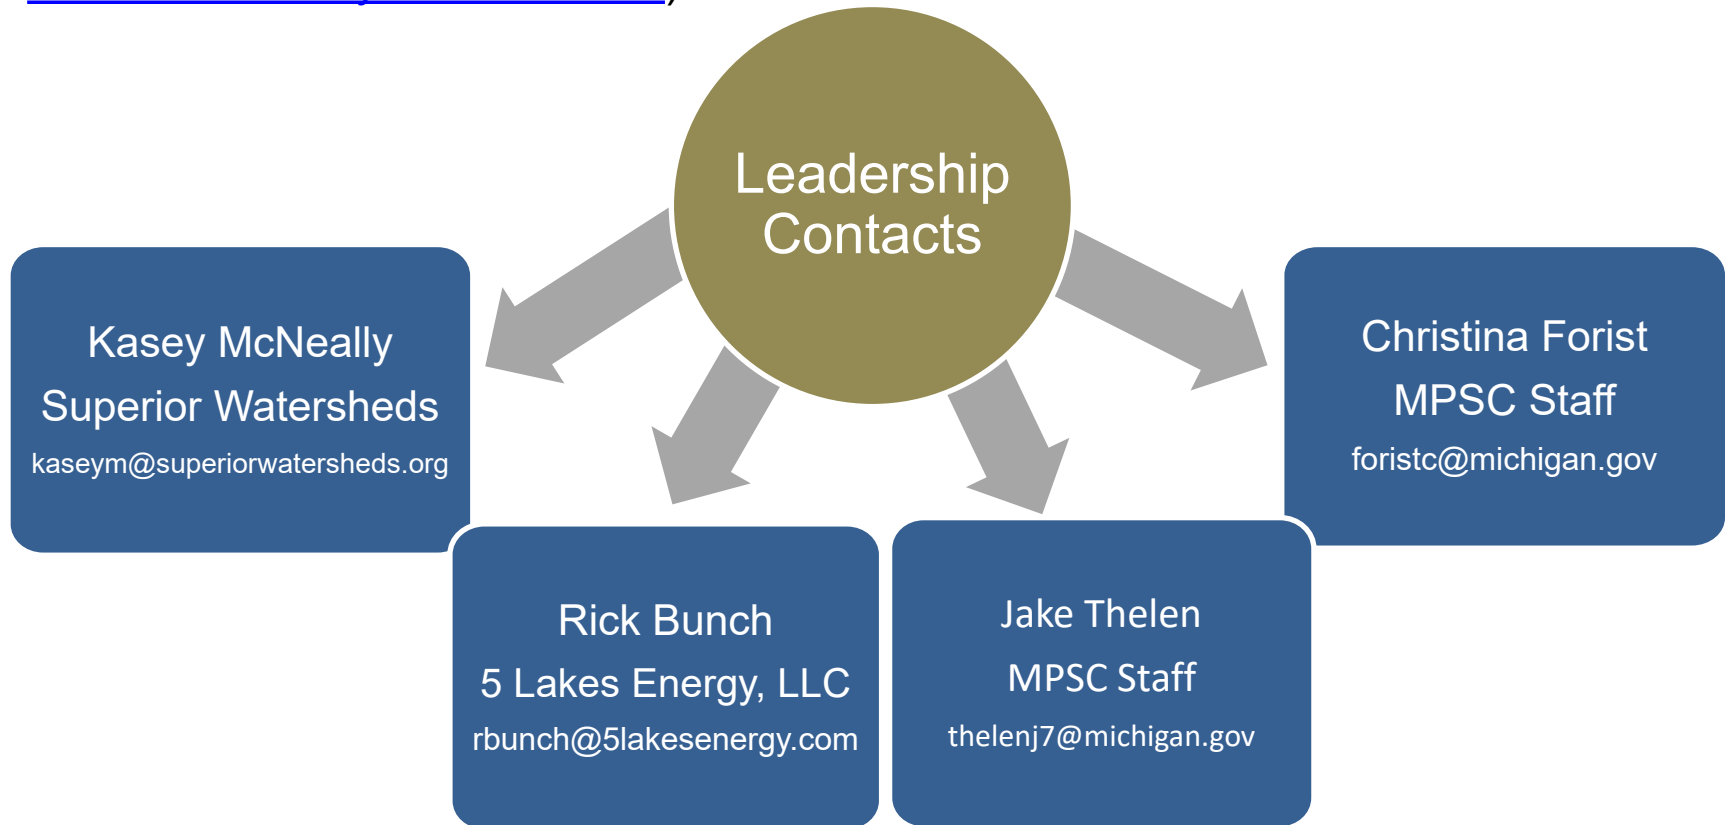 Leadership
Contacts
Kasey McNeally
Superior Watersheds
kaseym@superiorwatersheds.org
Rick Bunch
5 Lakes Energy, LLC
rbunch@5lakesenergy.com
Jake Thelen
MPSC Staff
thelenj7@michigan.gov
Christina Forist
MPSC Staff
foristc@michigan.gov